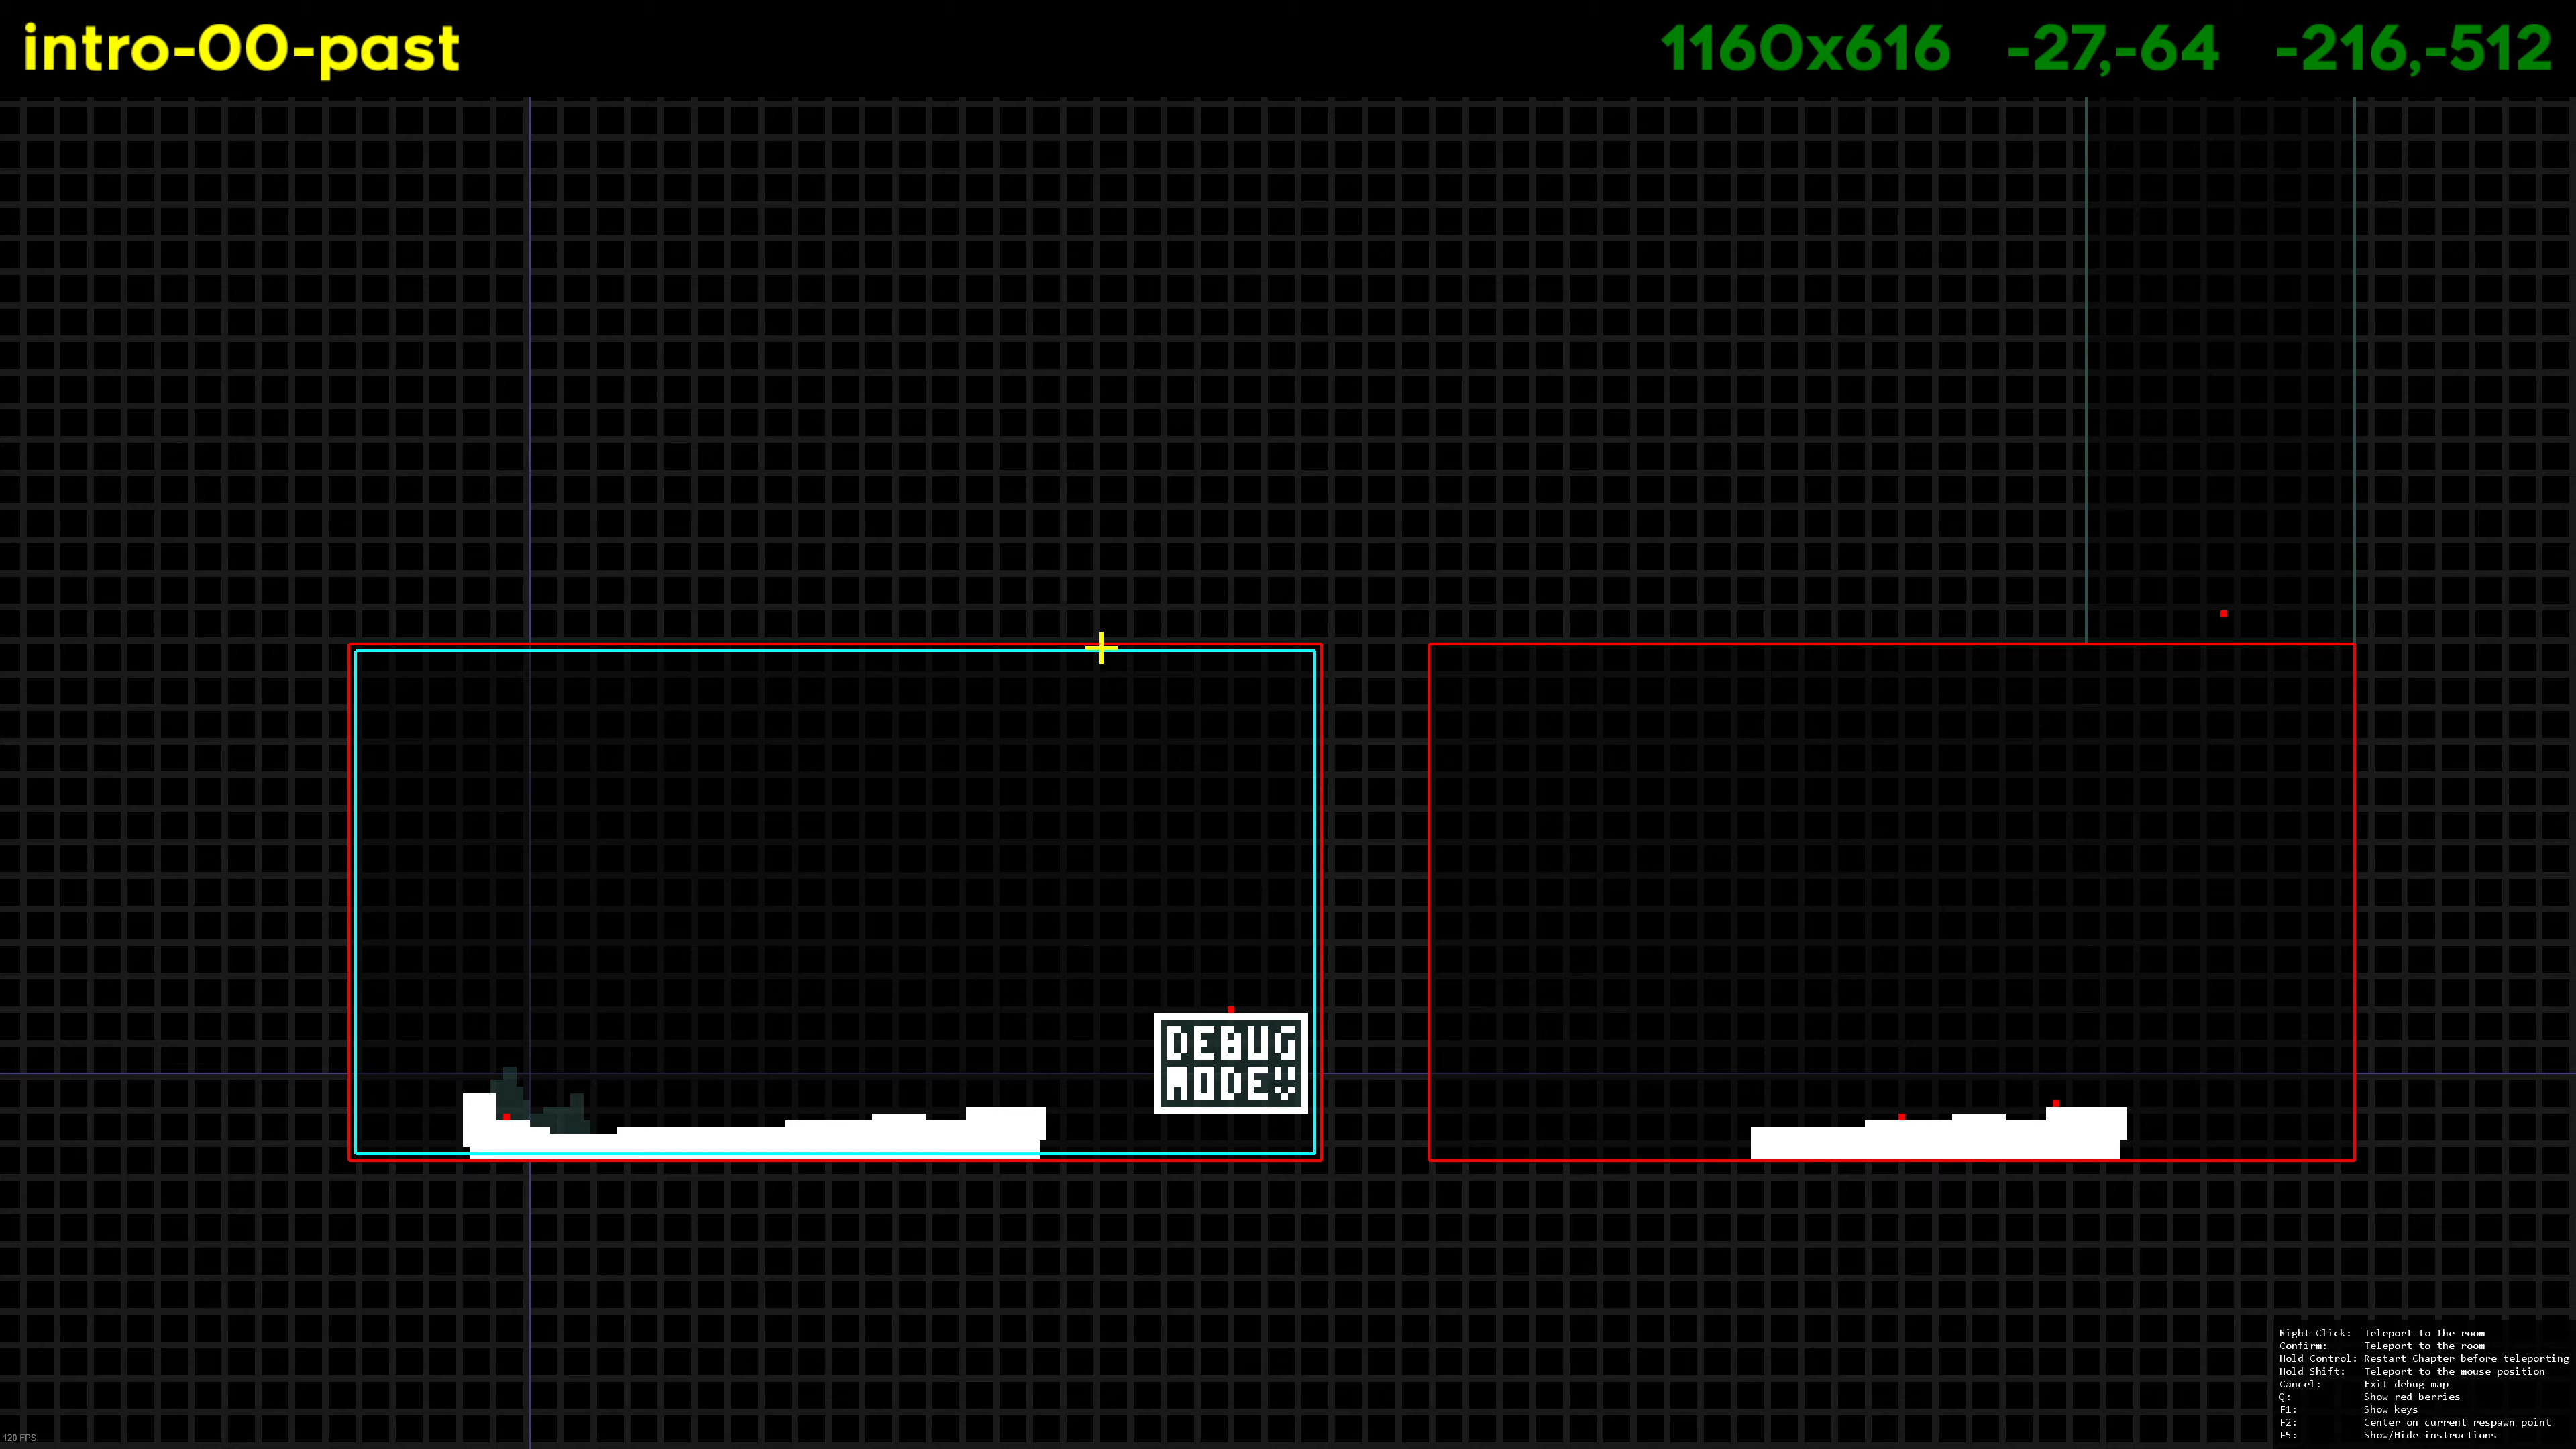 intro-00-past 1160x616 -27,-64 -216,-512
DEBUG
MODE!!
Right Click: Teleport to the room
Confirm: Teleport to the room
Hold Control: Restart Chapter before teleporting
Hold Shift: Teleport to the mouse position
Cancel: Exit debug map
Q: Show red berries
F1: Show keys
F2: Center on current respawn point
F5: Show/Hide instructions
120 FPS